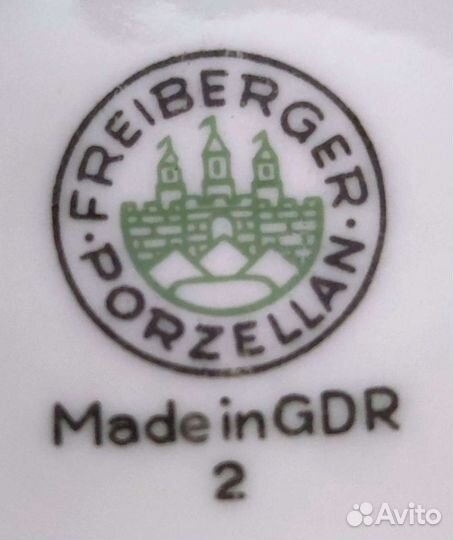 FREIBERGER
PORZELLAN
Made in GDR
2
Avito